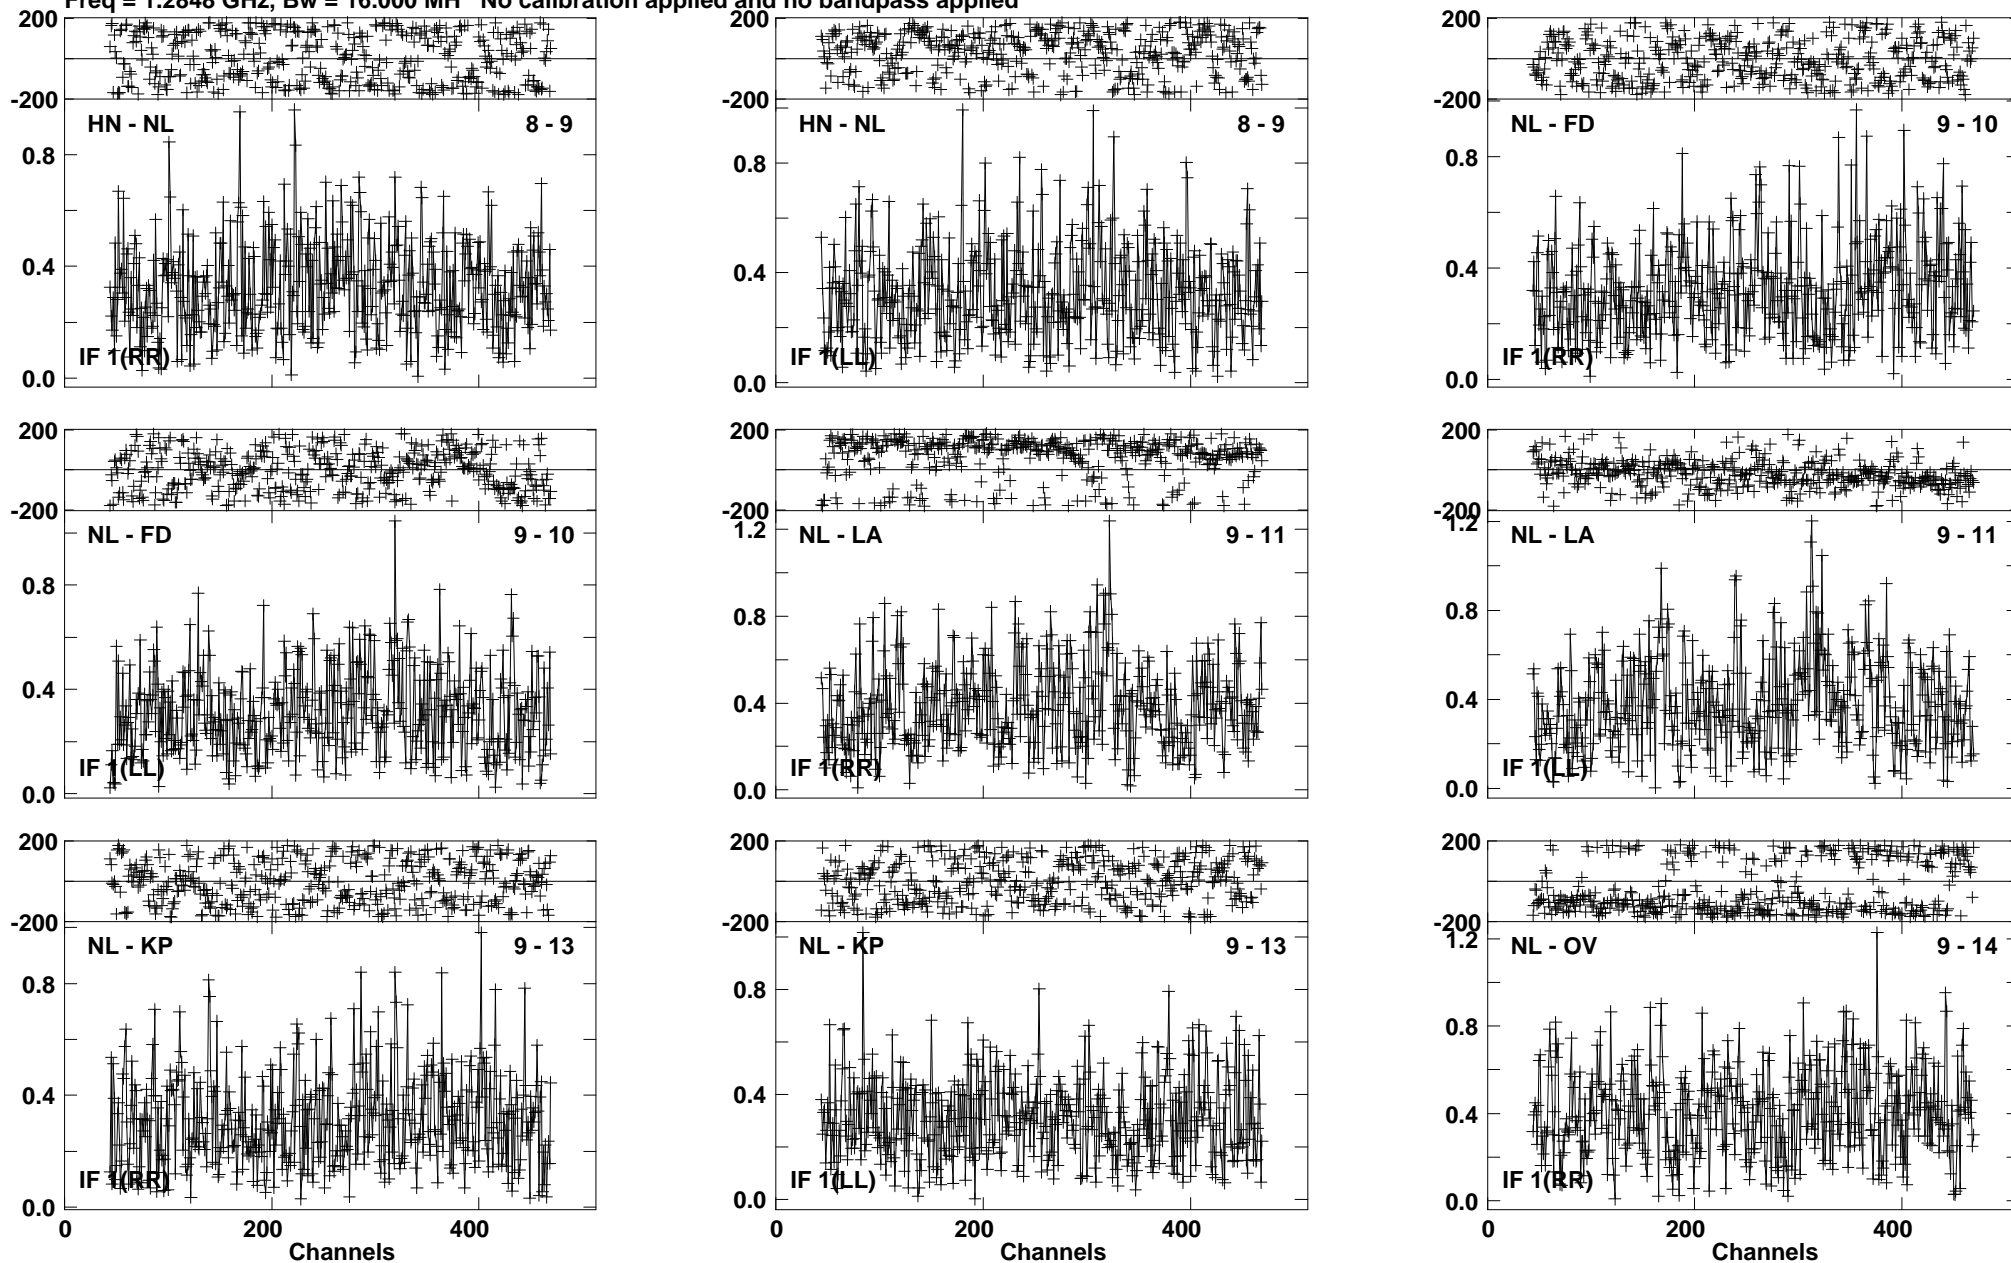 Freq = 1.2848 GHz, Bw = 16.000 MH No calibration applied and no bandpass applied
200
-200
HN - NL 8 - 9
0.8
0.4
IF 1(RR)
0.0
200
-200
HN - NL 8 - 9
0.8
0.4
IF 1(LL)
0.0
200
-200
NL - FD 9 - 10
0.8
0.4
IF 1(RR)
0.0
200
-200
NL - FD 9 - 10
0.8
0.4
IF 1(LL)
0.0
200
-200
1.2
NL - LA 9 - 11
0.8
0.4
IF 1(RR)
0.0
200
-200
1.2
NL - LA 9 - 11
0.8
0.4
IF 1(LL)
0.0
200
-200
NL - KP 9 - 13
0.8
0.4
IF 1(RR)
0.0
0 200 400
Channels
200
-200
NL - KP 9 - 13
0.8
0.4
IF 1(LL)
0.0
0 200 400
Channels
200
-200
1.2
NL - OV 9 - 14
0.8
0.4
IF 1(RR)
0.0
0 200 400
Channels